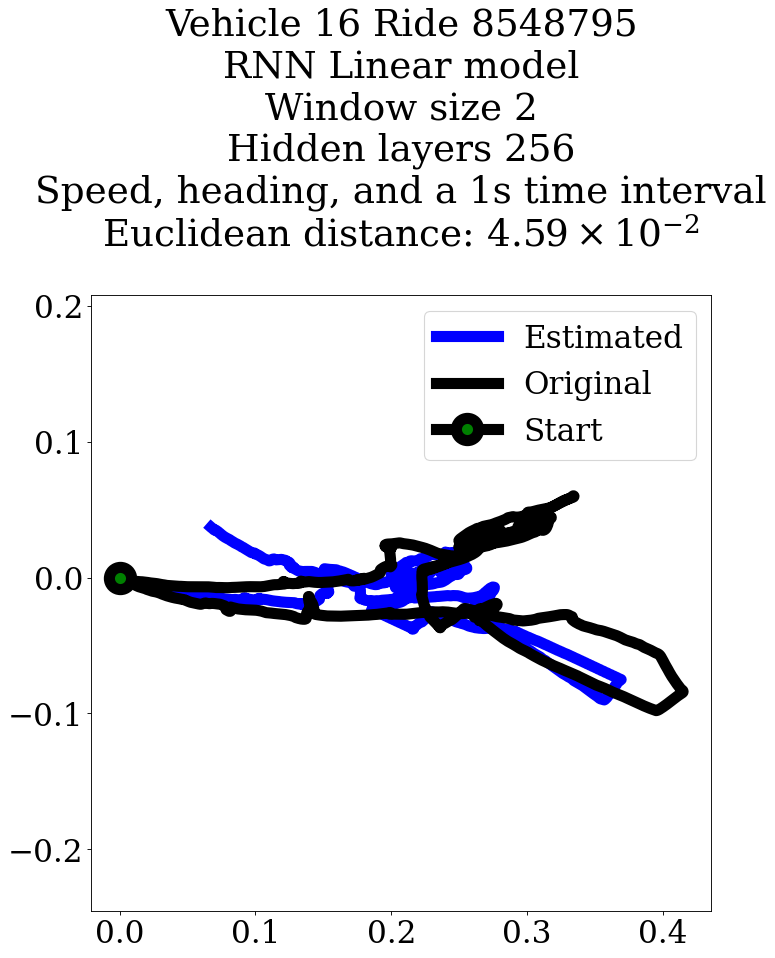 Vehicle 16 Ride 8548795
RNN Linear model
Window size 2
Hidden layers 256
Speed, heading, and a 1s time interval
Euclidean distance: 4.59 × 10⁻²
Estimated
Original
Start
0.2
0.1
0.0
−0.1
−0.2
0.0 0.1 0.2 0.3 0.4